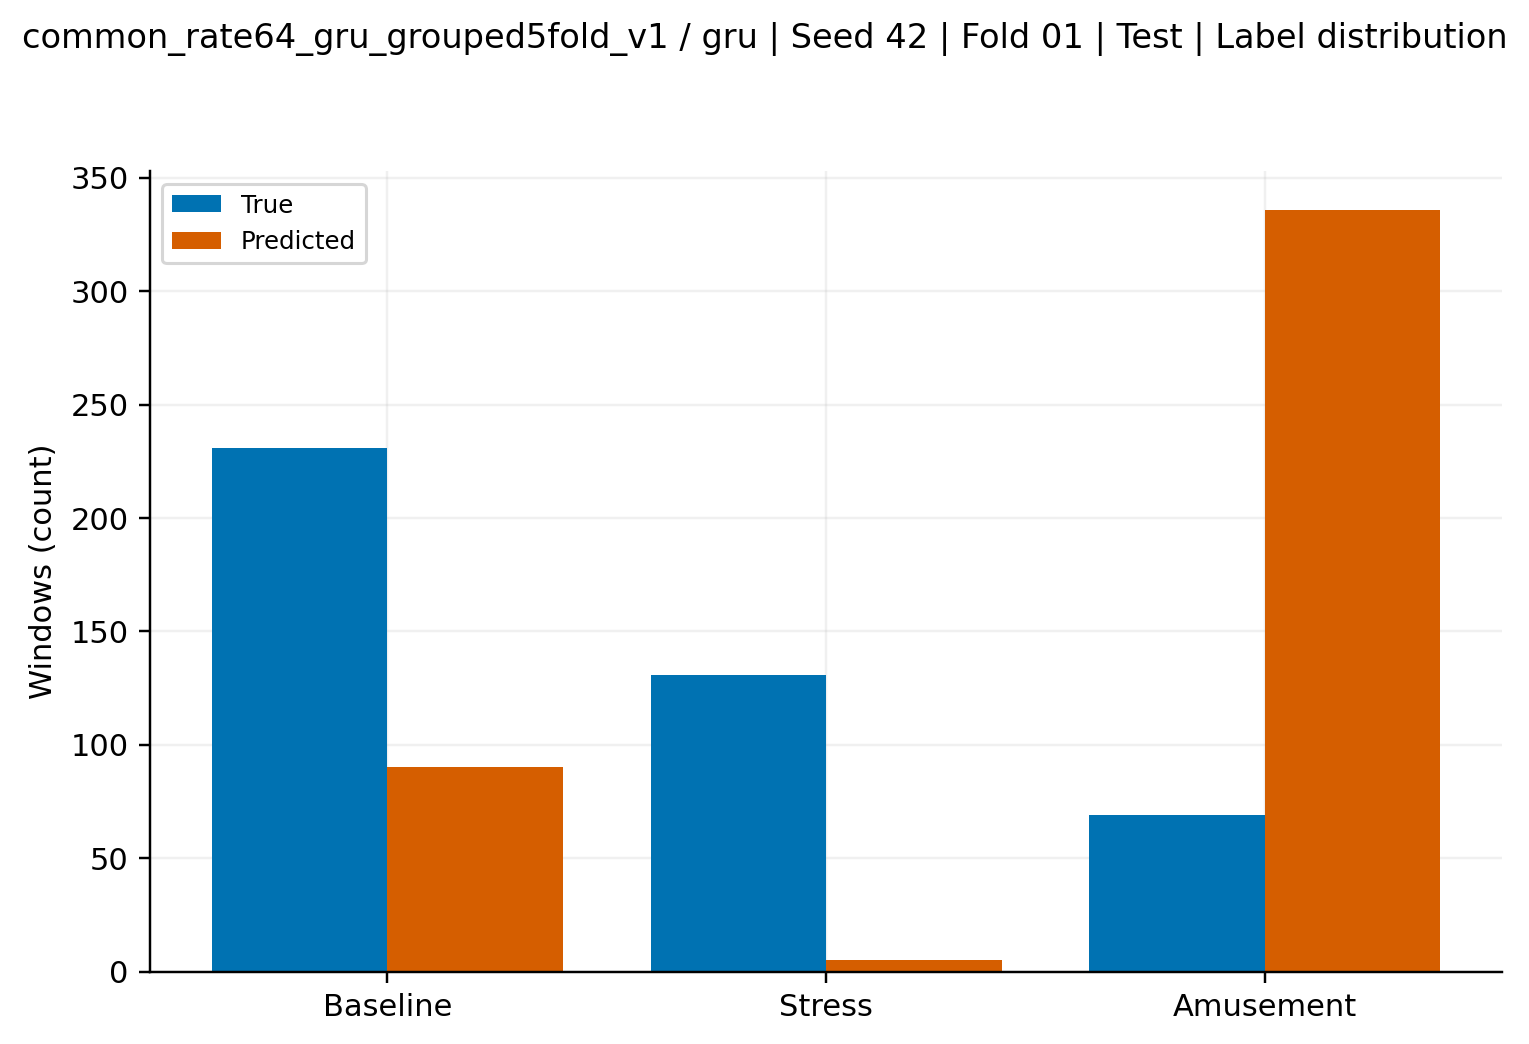 common_rate64_gru_grouped5fold_v1 / gru | Seed 42 | Fold 01 | Test | Label distribution
350
300
250
200
150
100
50
0
Windows (count)
True
Predicted
Baseline
Stress
Amusement